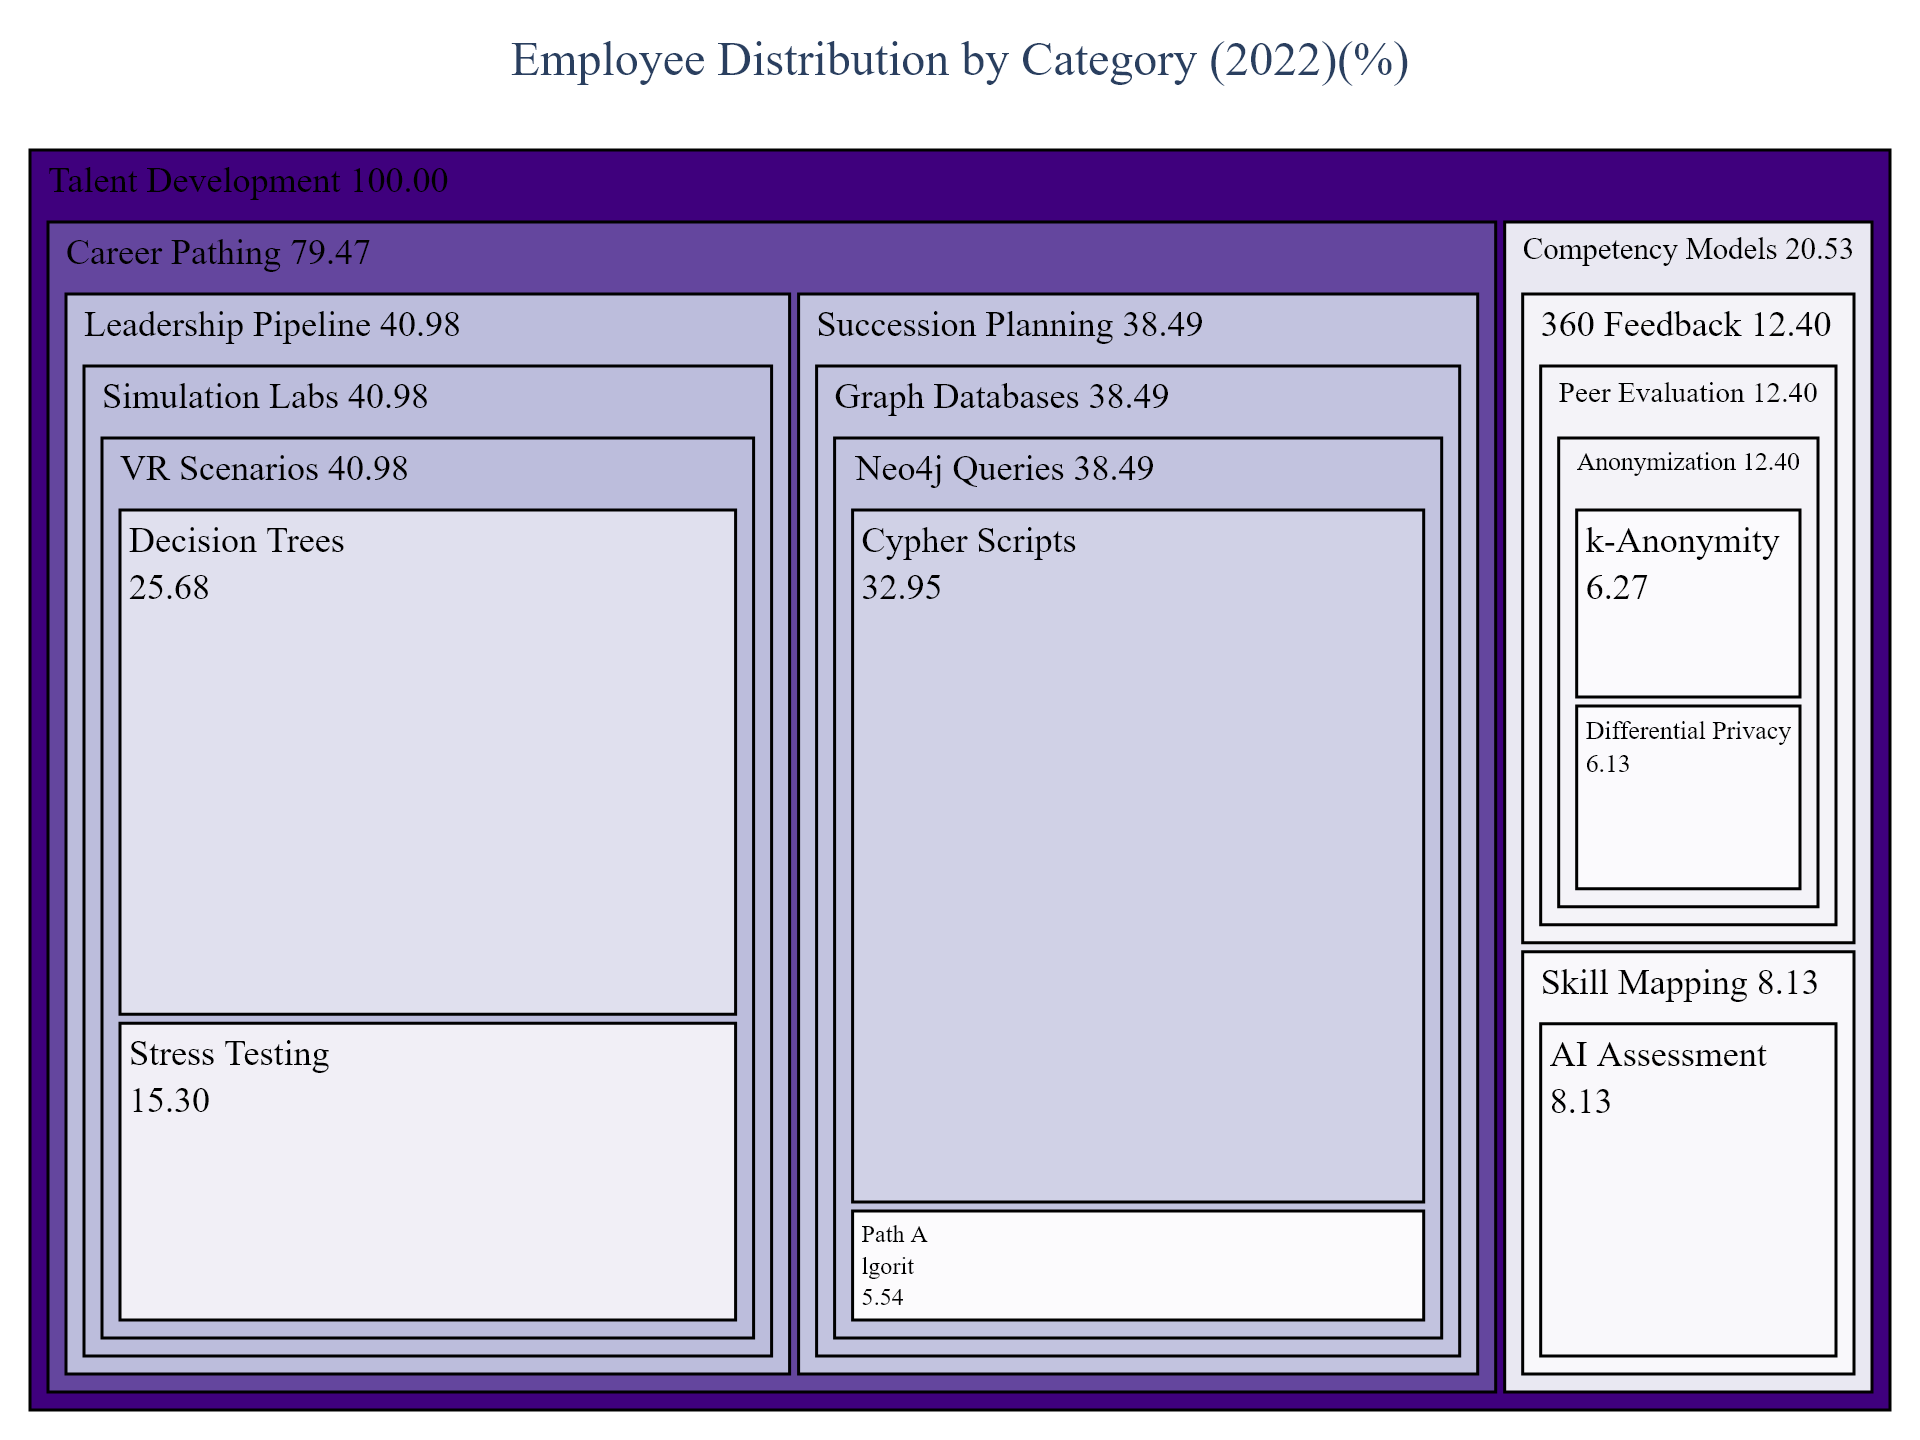 Employee Distribution by Category (2022)(%)
Talent Development 100.00
Career Pathing 79.47
Leadership Pipeline 40.98
Simulation Labs 40.98
VR Scenarios 40.98
Decision Trees
25.68
Stress Testing
15.30
Succession Planning 38.49
Graph Databases 38.49
Neo4j Queries 38.49
Cypher Scripts
32.95
Path A
lgorit
5.54
Competency Models 20.53
360 Feedback 12.40
Peer Evaluation 12.40
Anonymization 12.40
k-Anonymity
6.27
Differential Privacy
6.13
Skill Mapping 8.13
AI Assessment
8.13